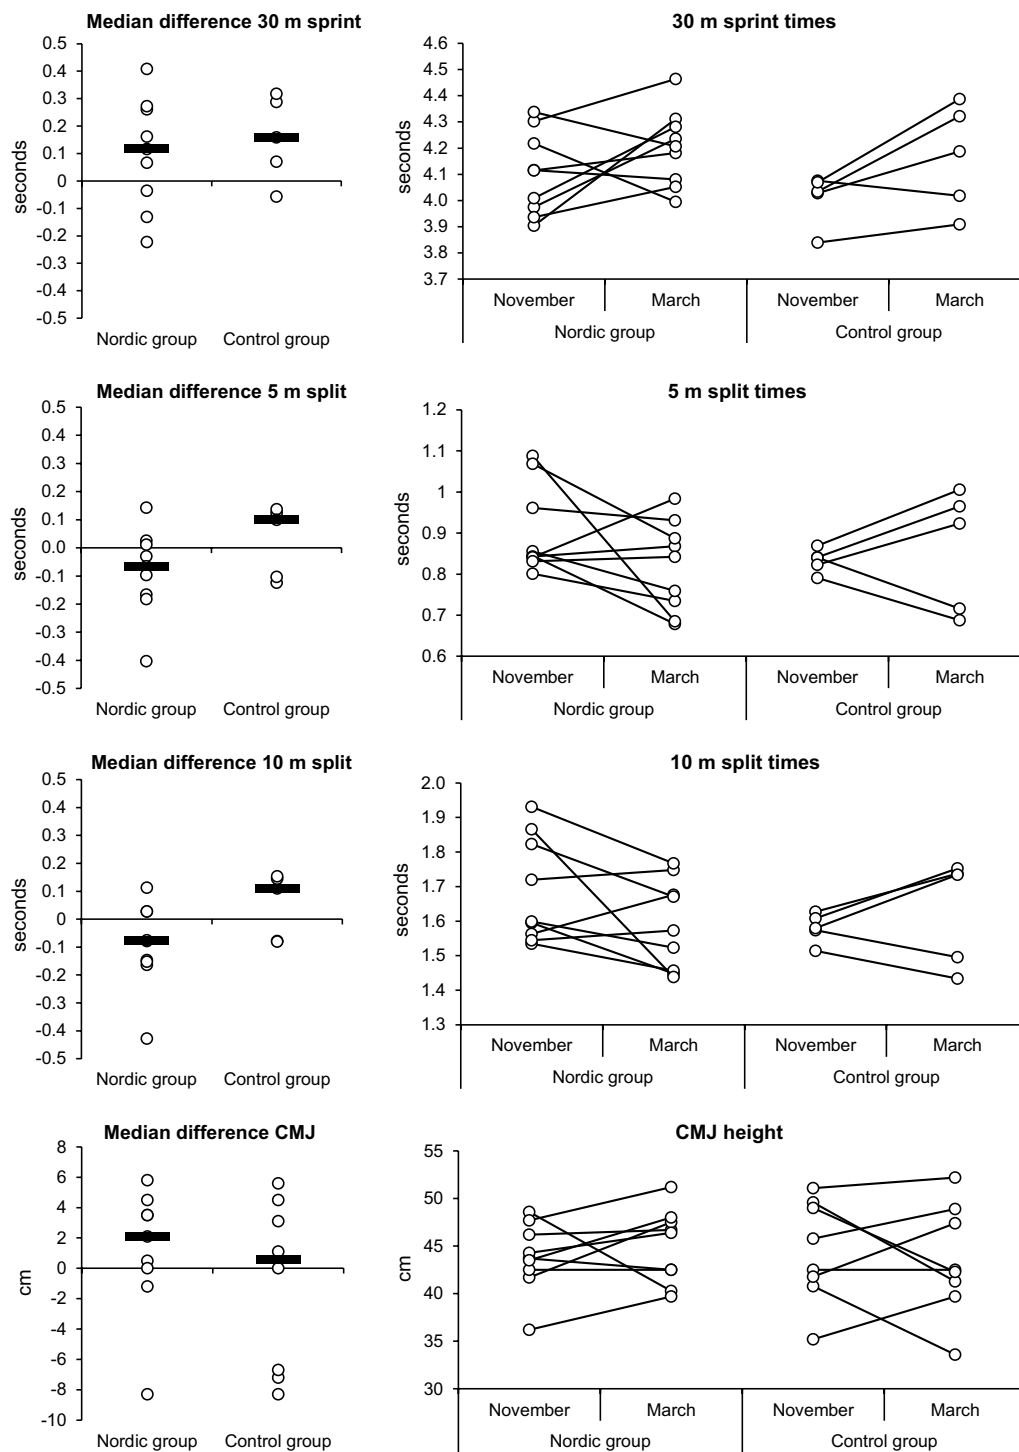 Median difference 30 m sprint
0.5
0.4
0.3
0.2
0.1
0
-0.1
-0.2
-0.3
-0.4
-0.5
seconds
Nordic group Control group
30 m sprint times
4.6
4.5
4.4
4.3
4.2
4.1
4.0
3.9
3.8
3.7
seconds
November March November March
Nordic group Control group
Median difference 5 m split
0.5
0.4
0.3
0.2
0.1
0.0
-0.1
-0.2
-0.3
-0.4
-0.5
seconds
Nordic group Control group
5 m split times
1.2
1.1
1
0.9
0.8
0.7
0.6
seconds
November March November March
Nordic group Control group
Median difference 10 m split
0.5
0.4
0.3
0.2
0.1
0
-0.1
-0.2
-0.3
-0.4
-0.5
seconds
Nordic group Control group
10 m split times
2.0
1.9
1.8
1.7
1.6
1.5
1.4
1.3
seconds
November March November March
Nordic group Control group
Median difference CMJ
8
6
4
2
0
-2
-4
-6
-8
-10
cm
Nordic group Control group
CMJ height
55
50
45
40
35
30
cm
November March November March
Nordic group Control group